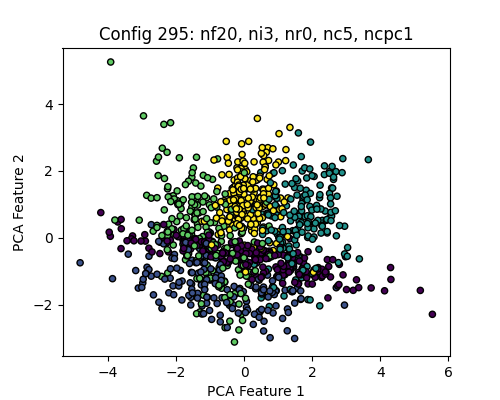 Config 295: nf20, ni3, nr0, nc5, ncpc1
PCA Feature 2
4
2
0
−2
−4 −2 0 2 4 6
PCA Feature 1